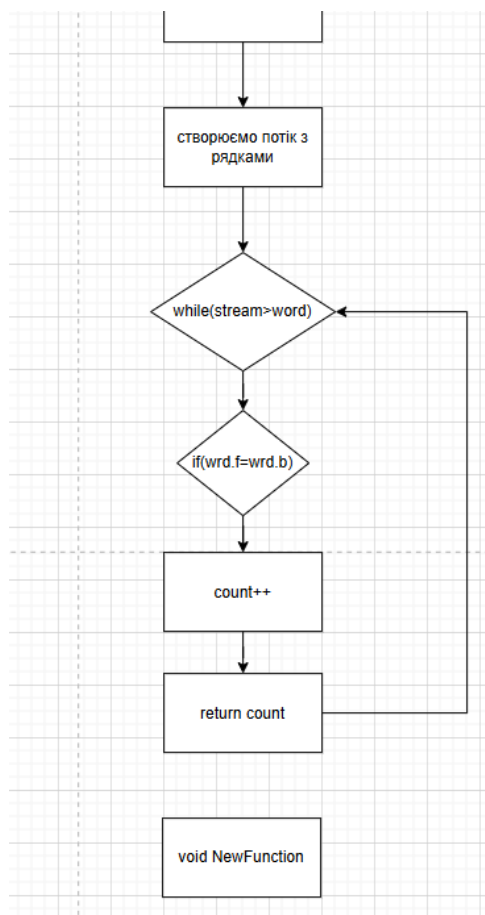 створюємо потік з
рядками
while(stream>word)
if(wrd.f=wrd.b)
count++
return count
void NewFunction